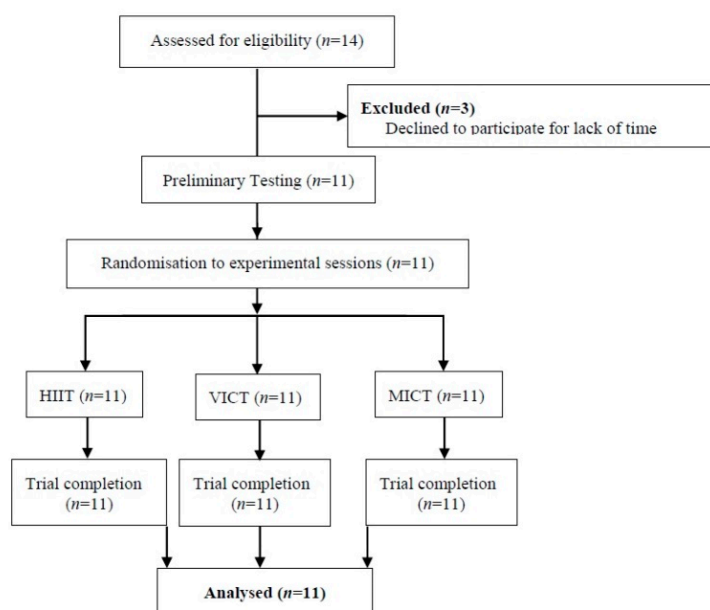 Assessed for eligibility (n=14)
Excluded (n=3)
Declined to participate for lack of time
Preliminary Testing (n=11)
Randomisation to experimental sessions (n=11)
HIIT (n=11)
VICT (n=11)
MICT (n=11)
Trial completion
(n=11)
Trial completion
(n=11)
Trial completion
(n=11)
Analysed (n=11)